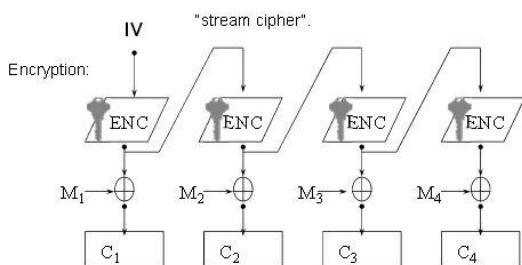 "stream cipher".
IV
Encryption:
ENC ENC ENC ENC
M1 M2 M3 M4
C1 C2 C3 C4